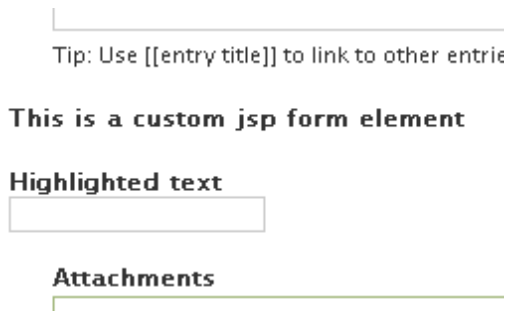 Tip: Use [[entry title]] to link to other entrie
This is a custom jsp form element
Highlighted text
Attachments